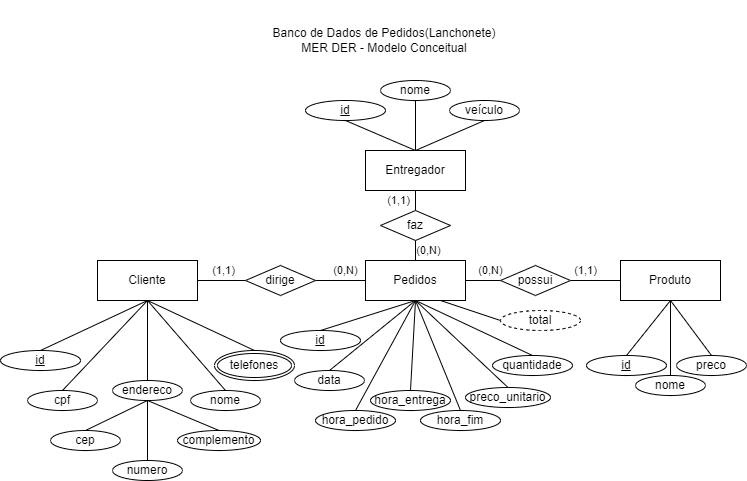 Banco de Dados de Pedidos(Lanchonete)
MER DER - Modelo Conceitual
nome
id
veículo
Entregador
(1,1)
faz
(0,N)
Cliente
(1,1)
dirige
(0,N)
Pedidos
(0,N)
possui
(1,1)
Produto
total
id
id
telefones
quantidade
id
preco
data
nome
cpf
endereco
nome
hora_entrega
preco_unitario
hora_pedido
hora_fim
cep
complemento
numero